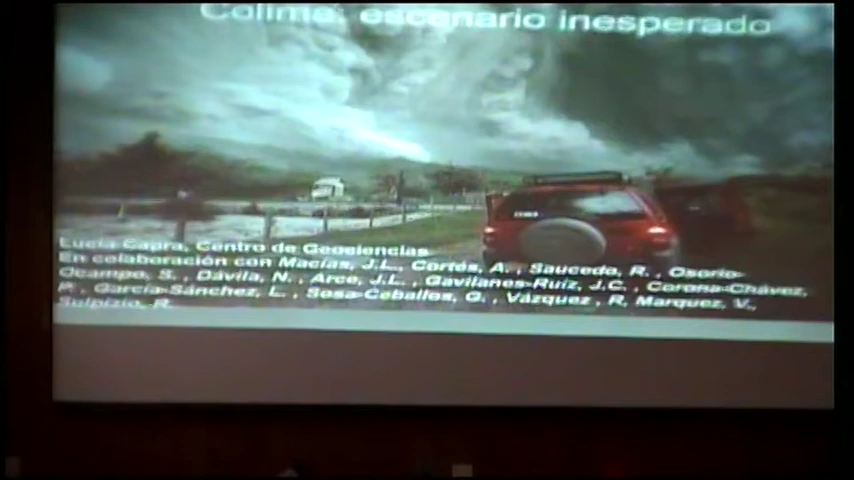 Colima: escenario inesperado
Lucia Capra, Centro de Geociencias
En colaboración con Macías, J.L., Cortés, A. , Saucedo, R. , Osorio-
Ocampo, S. , Dávila, N. , Arce, J.L. , Gavilanes-Ruíz, J.C. , Corona-Chávez,
P. , García-Sánchez, L. , Sosa-Ceballos, G. , Vázquez , R, Marquez, V.,
Sulpizio, R.